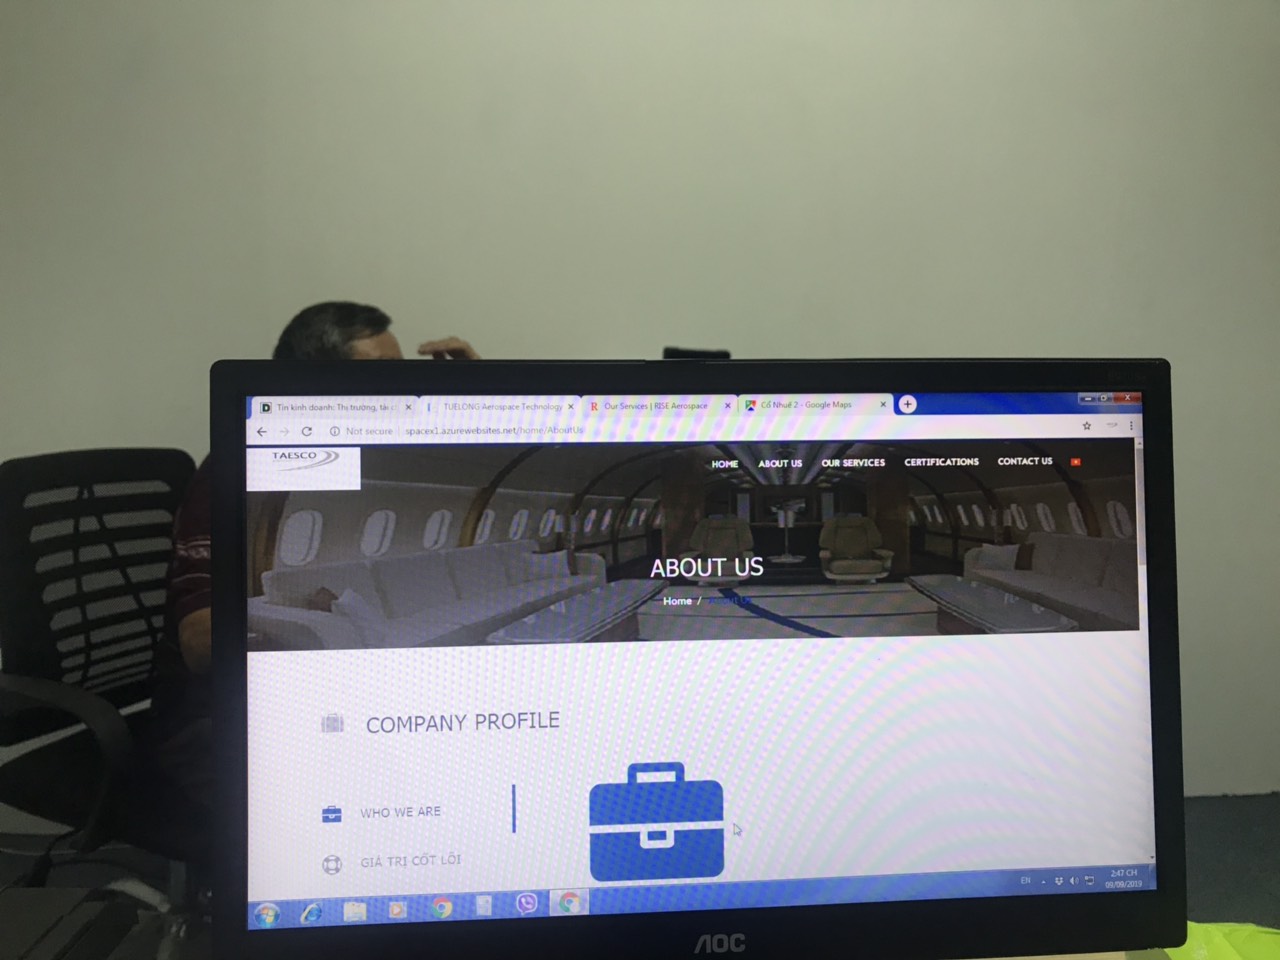 Tin kinh doanh: Thị trường, tài c
TUELONG Aerospace Technology
Our Services | RISE Aerospace
Cổ Nhuế 2 - Google Maps
Not secure spacex1.azurewebsites.net/home/AboutUs
TAESCO
HOME ABOUT US OUR SERVICES CERTIFICATIONS CONTACT US
ABOUT US
Home / About Us
COMPANY PROFILE
WHO WE ARE
GIÁ TRỊ CỐT LÕI
EN
2:47 CH
09/09/2019
AOC